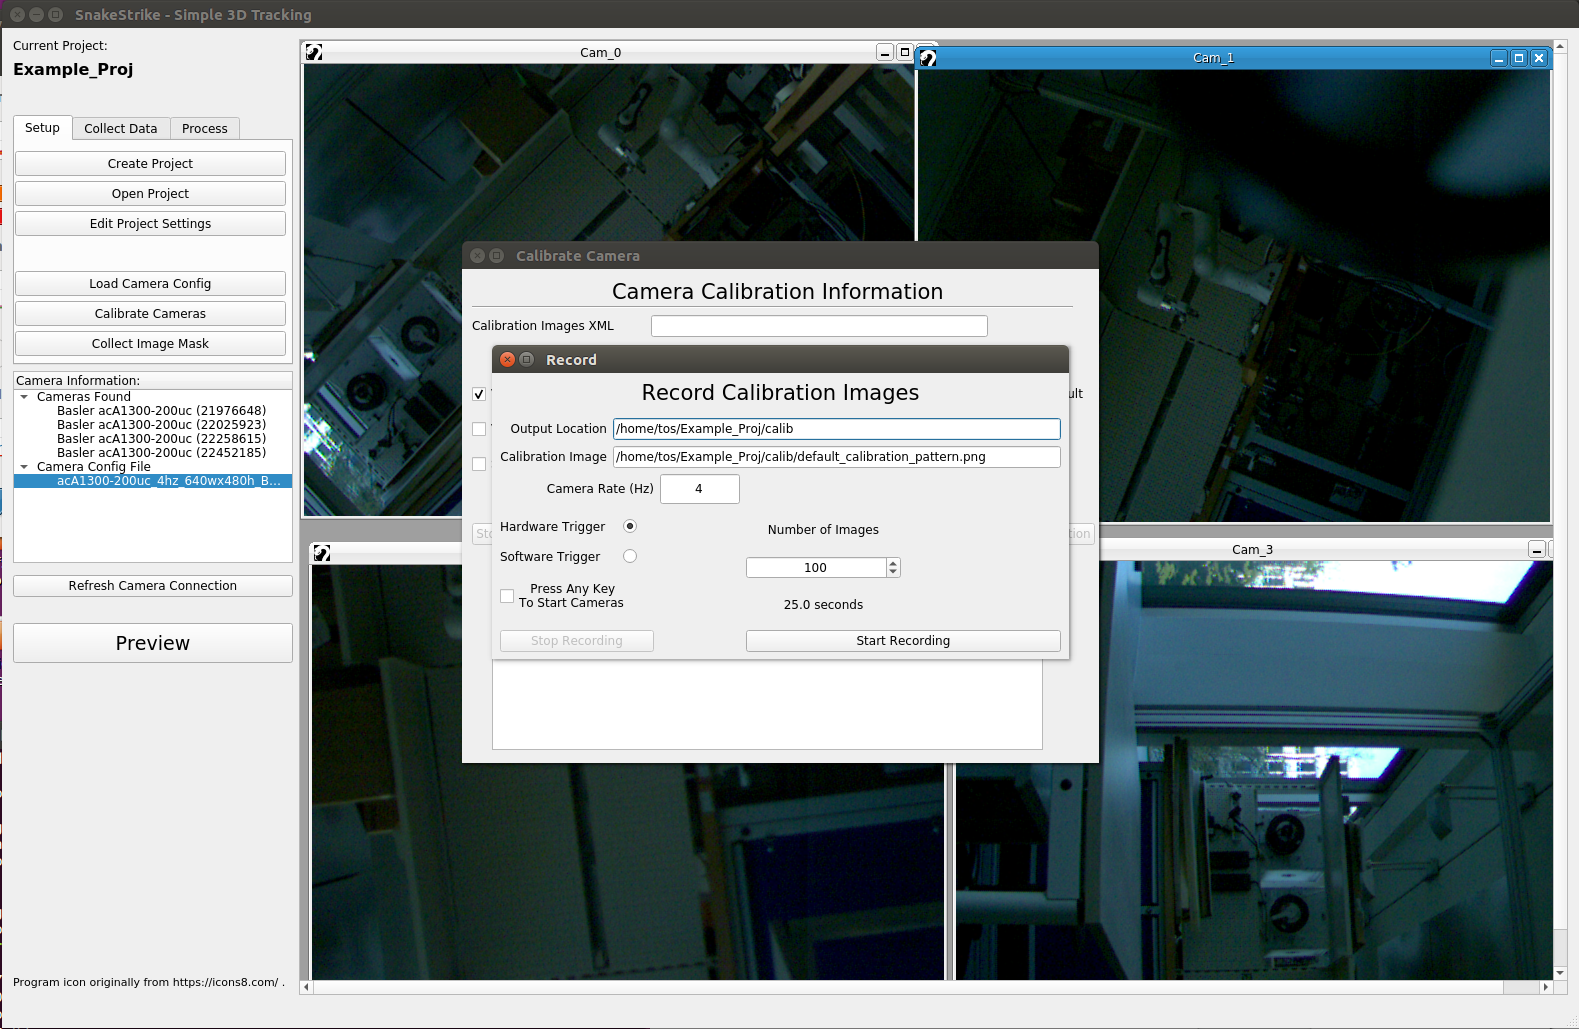 SnakeStrike - Simple 3D Tracking
Current Project:
Example_Proj
Setup
Collect Data
Process
Create Project
Open Project
Edit Project Settings
Load Camera Config
Calibrate Cameras
Collect Image Mask
Camera Information:
Cameras Found
Basler acA1300-200uc (21976648)
Basler acA1300-200uc (22025923)
Basler acA1300-200uc (22258615)
Basler acA1300-200uc (22452185)
Camera Config File
acA1300-200uc_4hz_640wx480h_B...
Refresh Camera Connection
Preview
Program icon originally from https://icons8.com/ .
Cam_0
Cam_1
Calibrate Camera
Camera Calibration Information
Calibration Images XML
Record
Record Calibration Images
Output Location
/home/tos/Example_Proj/calib
Calibration Image
/home/tos/Example_Proj/calib/default_calibration_pattern.png
Camera Rate (Hz)
4
Hardware Trigger
Software Trigger
Press Any Key
To Start Cameras
Number of Images
100
25.0 seconds
Stop Recording
Start Recording
Cam_3